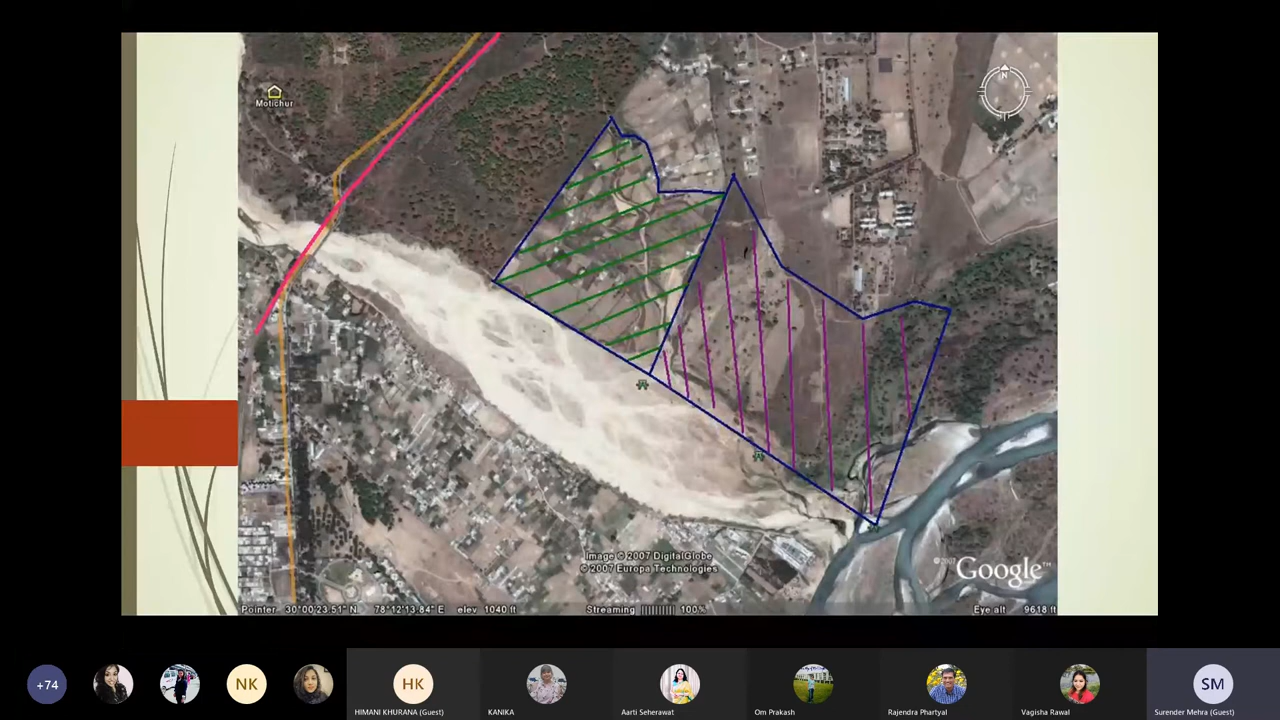 N
Motichur
Image © 2007 DigitalGlobe
© 2007 Europa Technologies
©2007 Google™
Pointer 30°00'23.51" N 78°12'13.84" E elev 1040 ft Streaming |||||||||| 100% Eye alt 9618 ft
+74
NK
HK
SM
HIMANI KHURANA (Guest)
KANIKA
Aarti Seherawat
Om Prakash
Rajendra Phartyal
Vagisha Rawal
Surender Mehra (Guest)